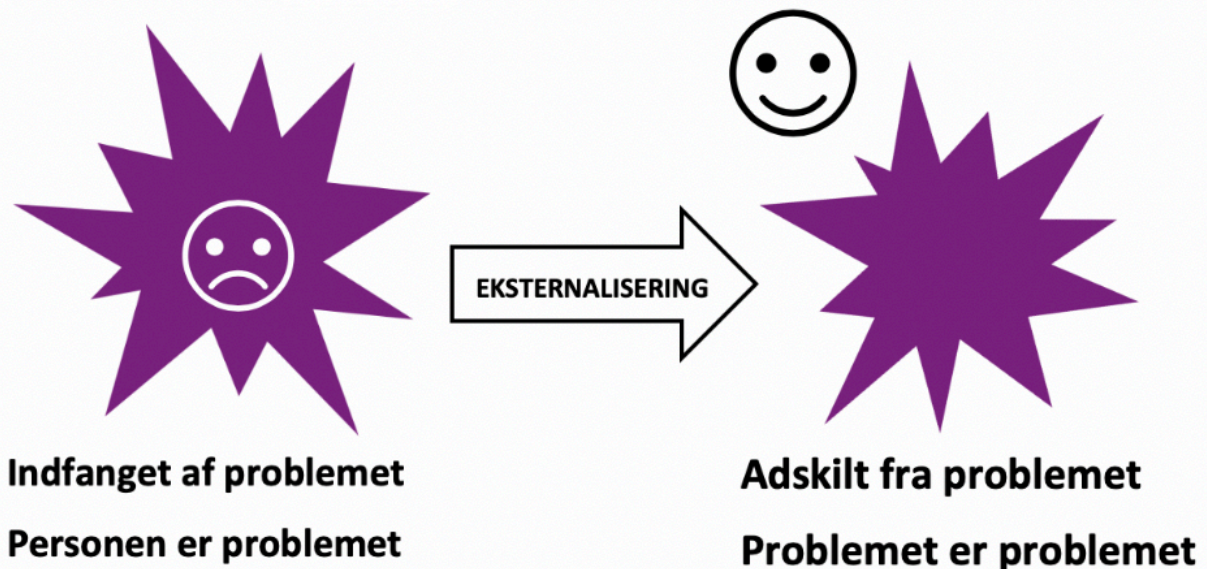 EKSTERNALISERING
Indfanget af problemet
Personen er problemet
Adskilt fra problemet
Problemet er problemet